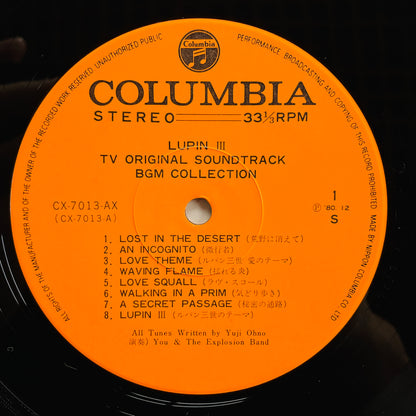 Columbia
COLUMBIA
STEREO 33⅓RPM
LUPIN III
TV ORIGINAL SOUNDTRACK
BGM COLLECTION
CX-7013-AX
(CX-7013-A)
1
Ⓟ '80. 12
S
1. LOST IN THE DESERT (荒野に消えて)
2. AN INCOGNITO (微行者)
3. LOVE THEME (ルパン三世 愛のテーマ)
4. WAVING FLAME (揺れる炎)
5. LOVE SQUALL (ラヴ・スコール)
6. WALKING IN A PRIM (気どり歩き)
7. A SECRET PASSAGE (秘密の通路)
8. LUPIN III (ルパン三世のテーマ)
All Tunes Written by Yuji Ohno
演奏) You & The Explosion Band
ALL RIGHTS OF THE MANUFACTURER AND OF THE OWNER OF THE RECORDED WORK RESERVED. UNAUTHORIZED PUBLIC PERFORMANCE, BROADCASTING AND COPYING OF THIS RECORD PROHIBITED MADE BY NIPPON COLUMBIA CO. LTD